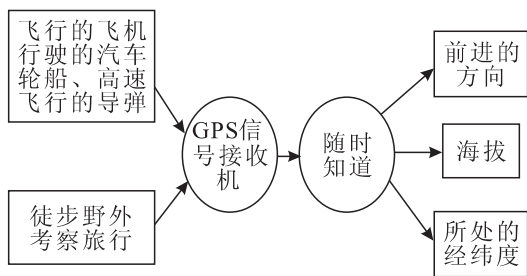 飞行的飞机
行驶的汽车
轮船、高速
飞行的导弹
徒步野外
考察旅行
GPS信
号接收
机
随时
知道
前进的
方向
海拔
所处的
经纬度